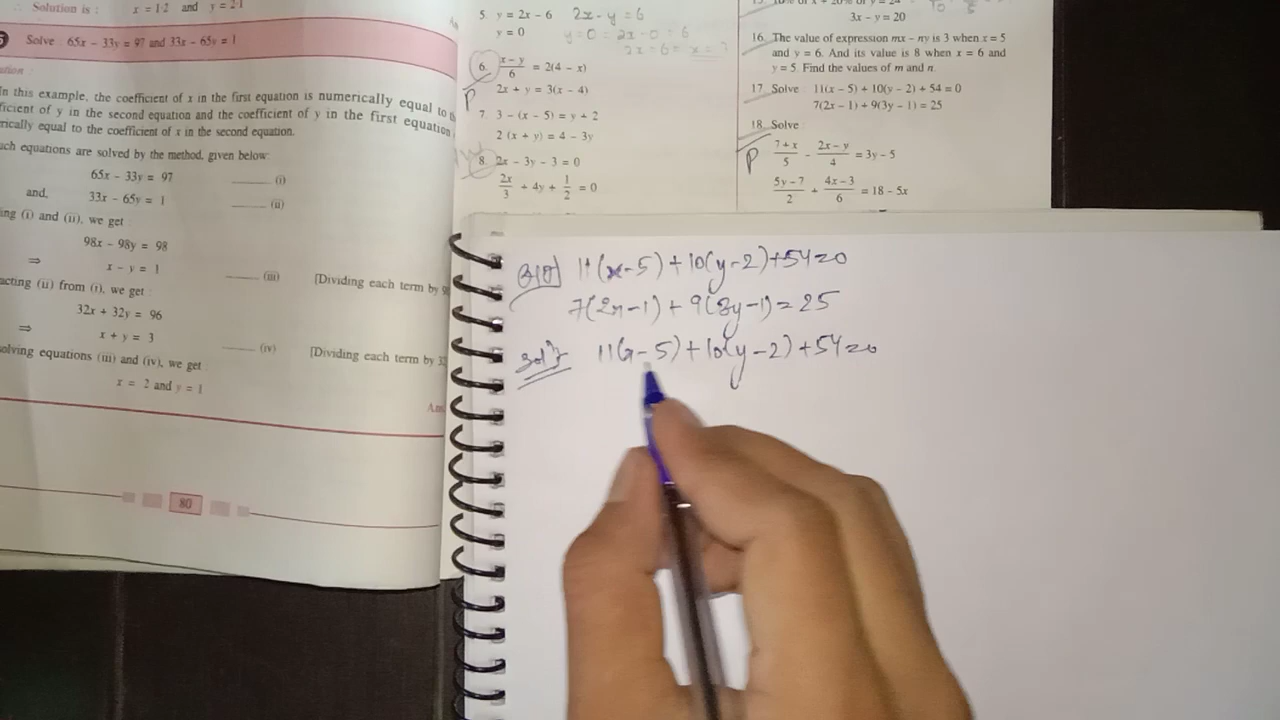 Solution is : x = 1·2 and y = 2·1
Solve : 65x − 33y = 97 and 33x − 65y = 1
In this example, the coefficient of x in the first equation is numerically equal to
of y in the second equation and the coefficient of y in the first equation
equal to the coefficient of x in the second equation.
equations are solved by the method, given below:
65x − 33y = 97 (i)
and, 33x − 65y = 1 (ii)
(i) and (ii), we get :
98x − 98y = 98
⇒ x − y = 1 (iii) [Dividing each term by
(ii) from (i), we get :
32x + 32y = 96
⇒ x + y = 3 (iv) [Dividing each term by
equations (iii) and (iv), we get :
x = 2 and y = 1
80
5. y = 2x − 6 2x − y = 6
y = 0
6. (x − y)/6 = 2(4 − x)
P 2x + y = 3(x − 4)
7. 3 − (x − 5) = y + 2
2 (x + y) = 4 − 3y
8. 2x − 3y − 3 = 0
2x/3 + 4y + 1/2 = 0
3x − y = 20
16. The value of expression mx − ny is 3 when x = 5
and y = 6. And its value is 8 when x = 6 and
y = 5. Find the values of m and n.
17. Solve : 11(x − 5) + 10(y − 2) + 54 = 0
7(2x − 1) + 9(3y − 1) = 25
18. Solve :
P (7 + x)/5 − (2x − y)/4 = 3y − 5
(5y − 7)/2 + (4x − 3)/6 = 18 − 5x
11(x−5)+10(y−2)+54=0
7(2x−1)+9(3y−1)=25
11(x−5)+10(y−2)+54=0